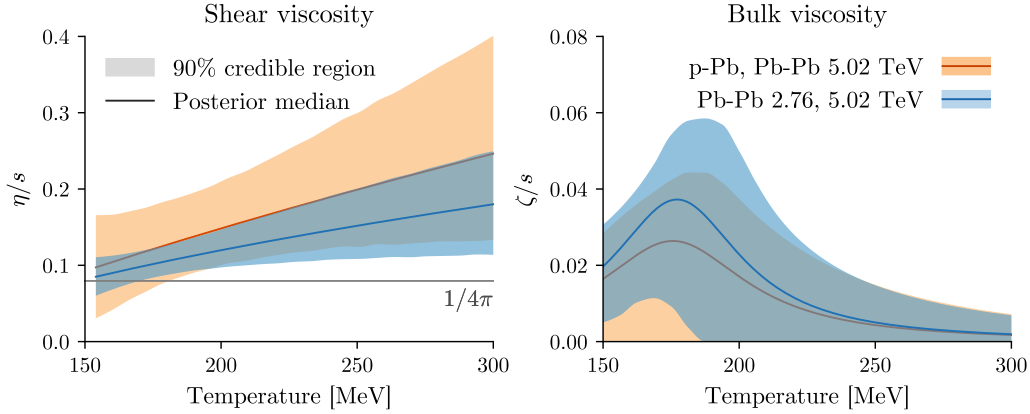 Shear viscosity
0.4
0.3
0.2
0.1
0.0
η/s
90% credible region
Posterior median
1/4π
150
200
250
300
Temperature [MeV]
Bulk viscosity
0.08
0.06
0.04
0.02
0.00
ζ/s
p-Pb, Pb-Pb 5.02 TeV
Pb-Pb 2.76, 5.02 TeV
150
200
250
300
Temperature [MeV]